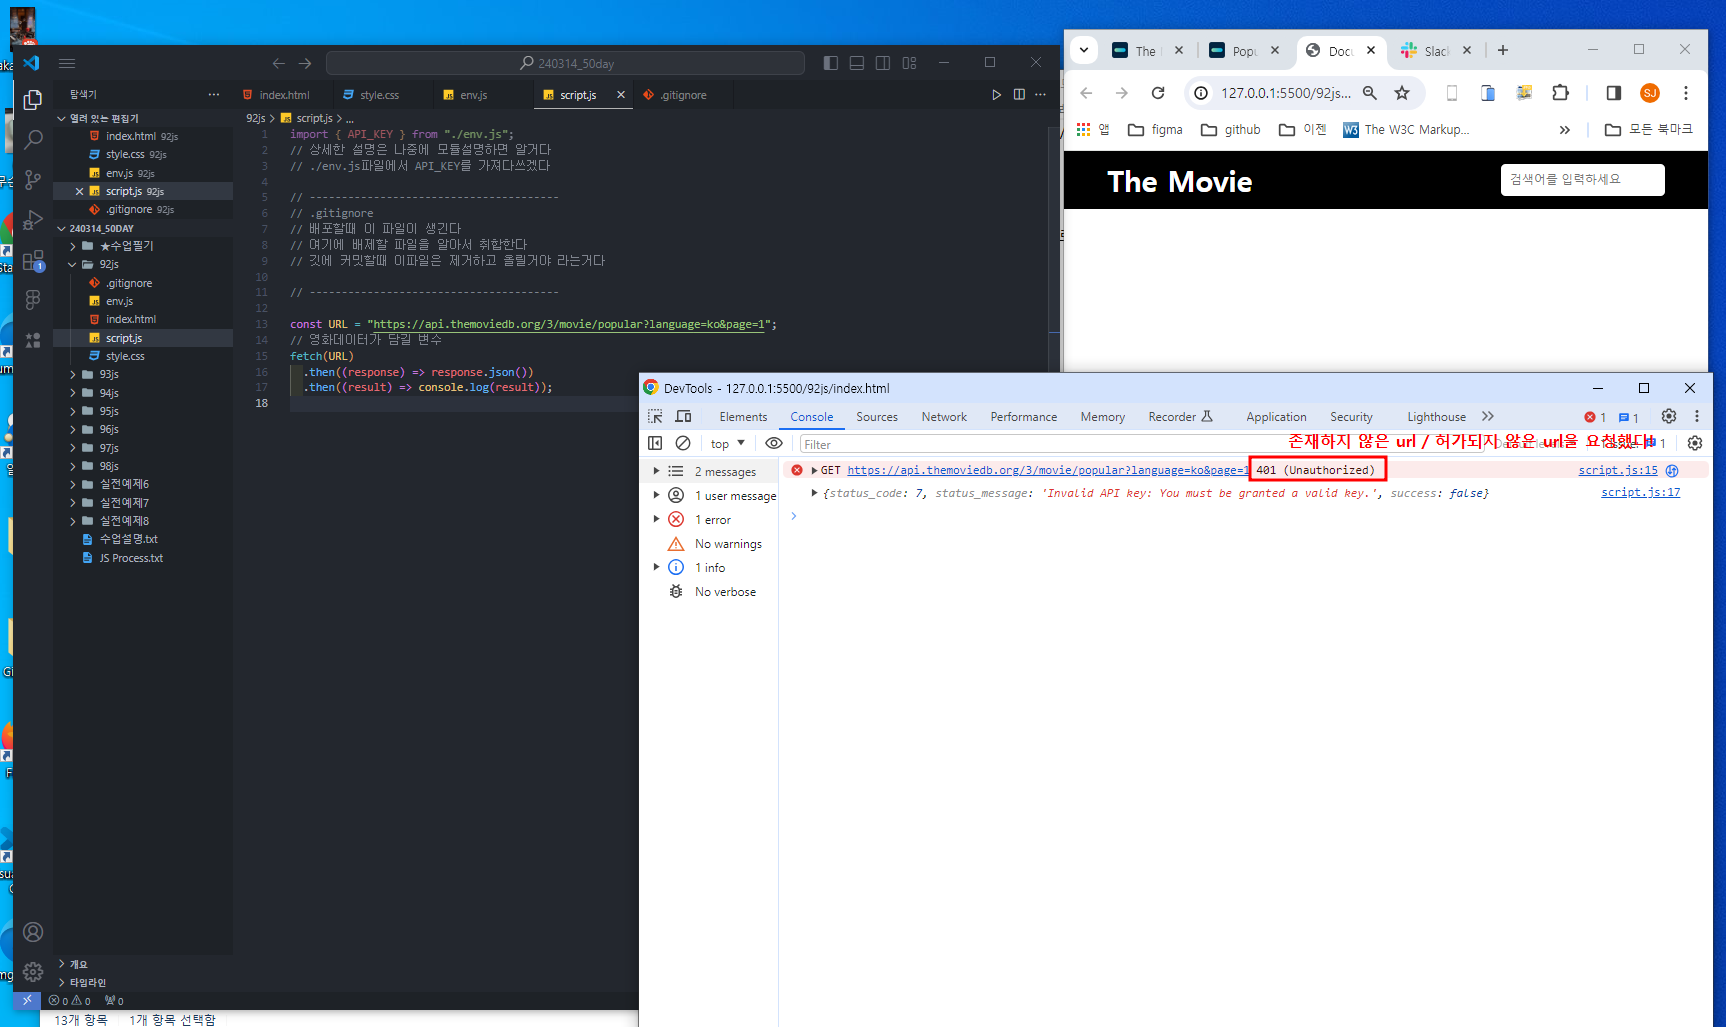 240314_50day
탐색기
index.html
style.css
env.js
script.js
.gitignore
열려 있는 편집기
index.html 92js
style.css 92js
env.js 92js
script.js 92js
.gitignore 92js
240314_50DAY
★수업필기
92js
.gitignore
env.js
index.html
script.js
style.css
93js
94js
95js
96js
97js
98js
실전예제6
실전예제7
실전예제8
수업설명.txt
JS Process.txt
개요
타임라인
0 0 0
13개 항목 1개 항목 선택함
92js > script.js > ...
1 import { API_KEY } from "./env.js";
2 // 상세한 설명은 나중에 모듈설명하면 알거다
3 // ./env.js파일에서 API_KEY를 가져다쓰겠다
4
5 // ---------------------------------------
6 // .gitignore
7 // 배포할때 이 파일이 생긴다
8 // 여기에 배제할 파일을 알아서 취합한다
9 // 깃에 커밋할때 이파일은 제거하고 올릴거야 라는거다
10
11 // ---------------------------------------
12
13 const URL = "https://api.themoviedb.org/3/movie/popular?language=ko&page=1";
14 // 영화데이터가 담길 변수
15 fetch(URL)
16 .then((response) => response.json())
17 .then((result) => console.log(result));
18
The
Popu
Docu
Slac
127.0.0.1:5500/92js...
SJ
앱
figma
github
이젠
W3 The W3C Markup...
모든 북마크
The Movie
검색어를 입력하세요
DevTools - 127.0.0.1:5500/92js/index.html
Elements Console Sources Network Performance Memory Recorder Application Security Lighthouse
1 1
top Filter
존재하지 않은 url / 허가되지 않은 url을 요청했다
1
2 messages
1 user message
1 error
No warnings
1 info
No verbose
GET https://api.themoviedb.org/3/movie/popular?language=ko&page=1 401 (Unauthorized) script.js:15
{status_code: 7, status_message: 'Invalid API key: You must be granted a valid key.', success: false} script.js:17